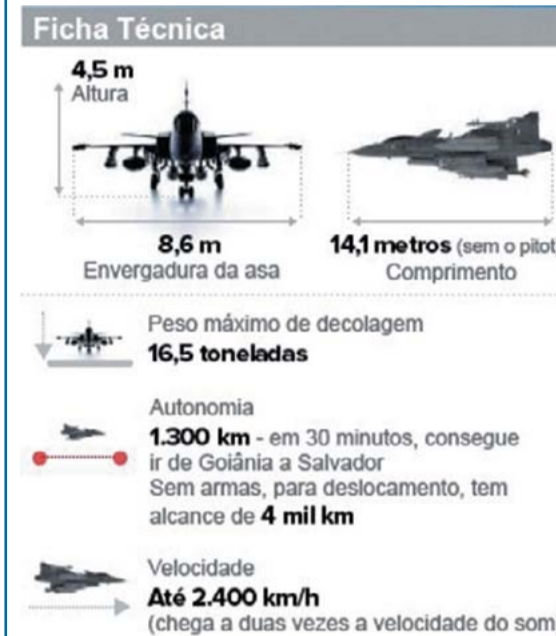 Ficha Técnica
4,5 m
Altura
8,6 m
Envergadura da asa
14,1 metros (sem o pitot
Comprimento
Peso máximo de decolagem
16,5 toneladas
Autonomia
1.300 km - em 30 minutos, consegue
ir de Goiânia a Salvador
Sem armas, para deslocamento, tem
alcance de 4 mil km
Velocidade
Até 2.400 km/h
(chega a duas vezes a velocidade do som